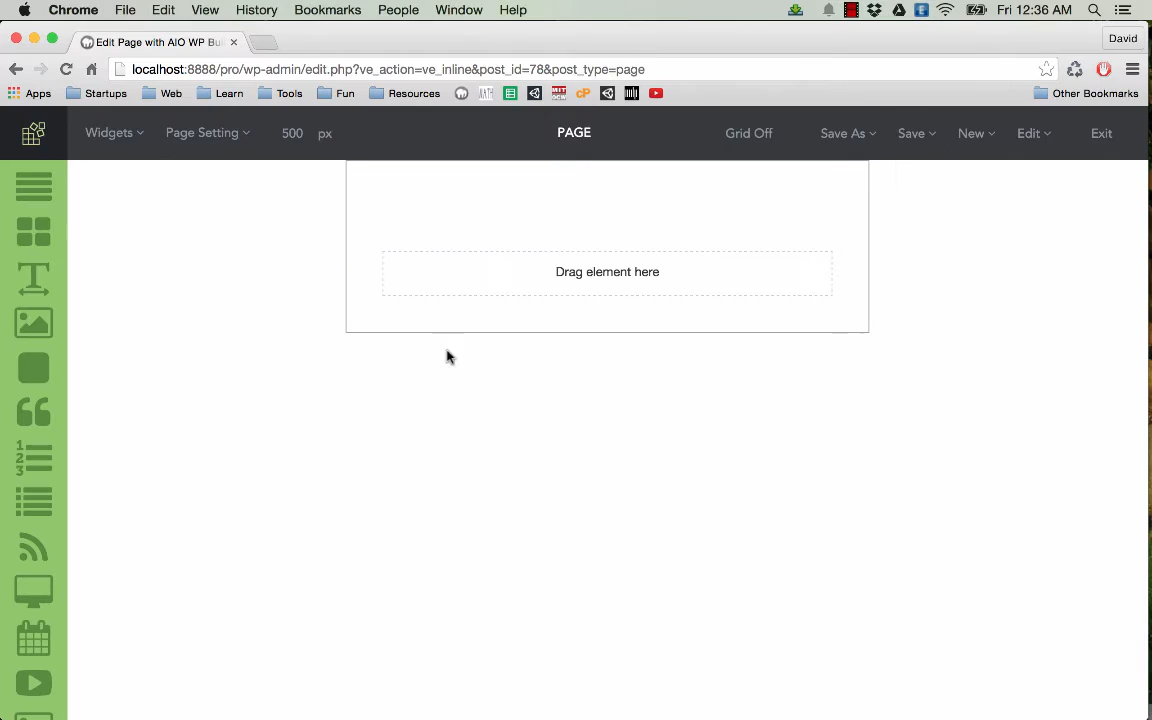 Chrome File Edit View History Bookmarks People Window Help Fri 12:36 AM
Edit Page with AIO WP Bui David
localhost:8888/pro/wp-admin/edit.php?ve_action=ve_inline&post_id=78&post_type=page
Apps Startups Web Learn Tools Fun Resources Other Bookmarks
Widgets Page Setting 500 px PAGE Grid Off Save As Save New Edit Exit
Drag element here